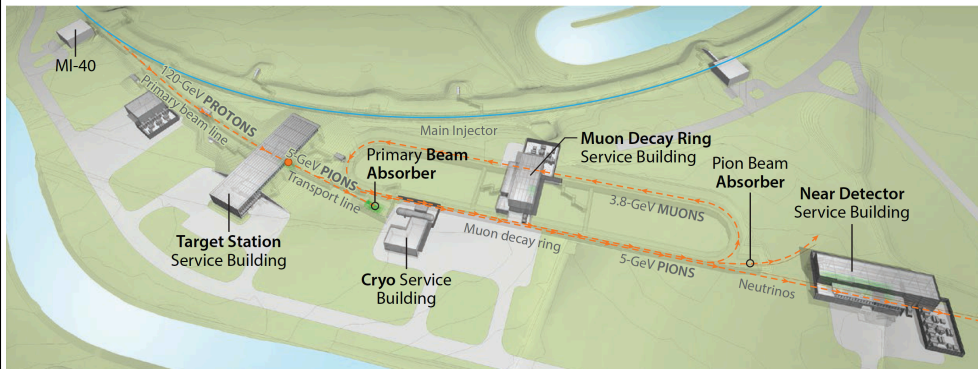 MI-40
120-GeV PROTONS
Primary beam line
Main Injector
5-GeV PIONS
Transport line
Primary Beam
Absorber
Muon Decay Ring
Service Building
Pion Beam
Absorber
Near Detector
Service Building
3.8-GeV MUONS
Target Station
Service Building
Muon decay ring
5-GeV PIONS
Cryo Service
Building
Neutrinos